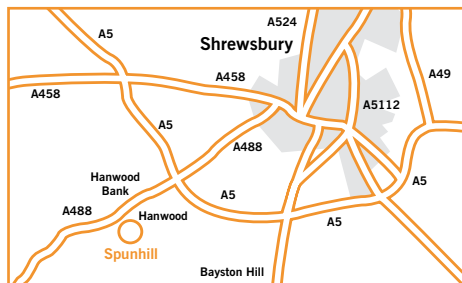 A524
A5
Shrewsbury
A49
A458
A458
A5112
A5
A488
Hanwood
Bank
A5
A5
A488
Hanwood
A5
Spunhill
Bayston Hill